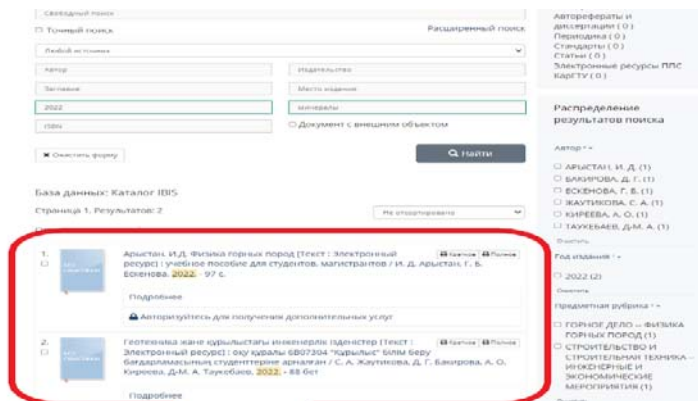 Свободный поиск
Точный поиск
Расширенный поиск
Любой источник
Автор
Издательство
Заглавие
Место издания
2022
минералы
ISBN
Документ с внешним объектом
Очистить форму
Найти
База данных: Каталог IBIS
Страница 1, Результатов: 2
Не отсортировано
1.
Краткое
Полное
Арыстан, И. Д. Физика горных пород [Текст : Электронный
ресурс] : учебное пособие для студентов, магистрантов / И. Д. Арыстан, Г. Б.
Ескенова, 2022. - 97 с.
Подробнее
Авторизуйтесь для получения дополнительных услуг
2.
Краткое
Полное
Геотехника және құрылыстағы инженерлік ізденістер [Текст :
Электронный ресурс] : оқу құралы 6В07304 "Құрылыс" білім беру
бағдарламасының студенттеріне арналған / С. А. Жаутикова, Д. Г. Бакирова, А. О.
Киреева, Д-М. А. Таукебаев, 2022. - 88 бет
Подробнее
Авторефераты и
диссертации ( 0 )
Периодика ( 0 )
Стандарты ( 0 )
Статьи ( 0 )
Электронные ресурсы ППС
КарГТУ ( 0 )
Распределение
результатов поиска
Автор
АРЫСТАН, И. Д. (1)
БАКИРОВА, Д. Г. (1)
ЕСКЕНОВА, Г. Б. (1)
ЖАУТИКОВА, С. А. (1)
КИРЕЕВА, А. О. (1)
ТАУКЕБАЕВ, Д-М. А. (1)
Очистить
Год издания
2022 (2)
Очистить
Предметная рубрика
ГОРНОЕ ДЕЛО -- ФИЗИКА
ГОРНЫХ ПОРОД (1)
СТРОИТЕЛЬСТВО И
СТРОИТЕЛЬНАЯ ТЕХНИКА --
ИНЖЕНЕРНЫЕ И
ЭКОНОМИЧЕСКИЕ
МЕРОПРИЯТИЯ (1)